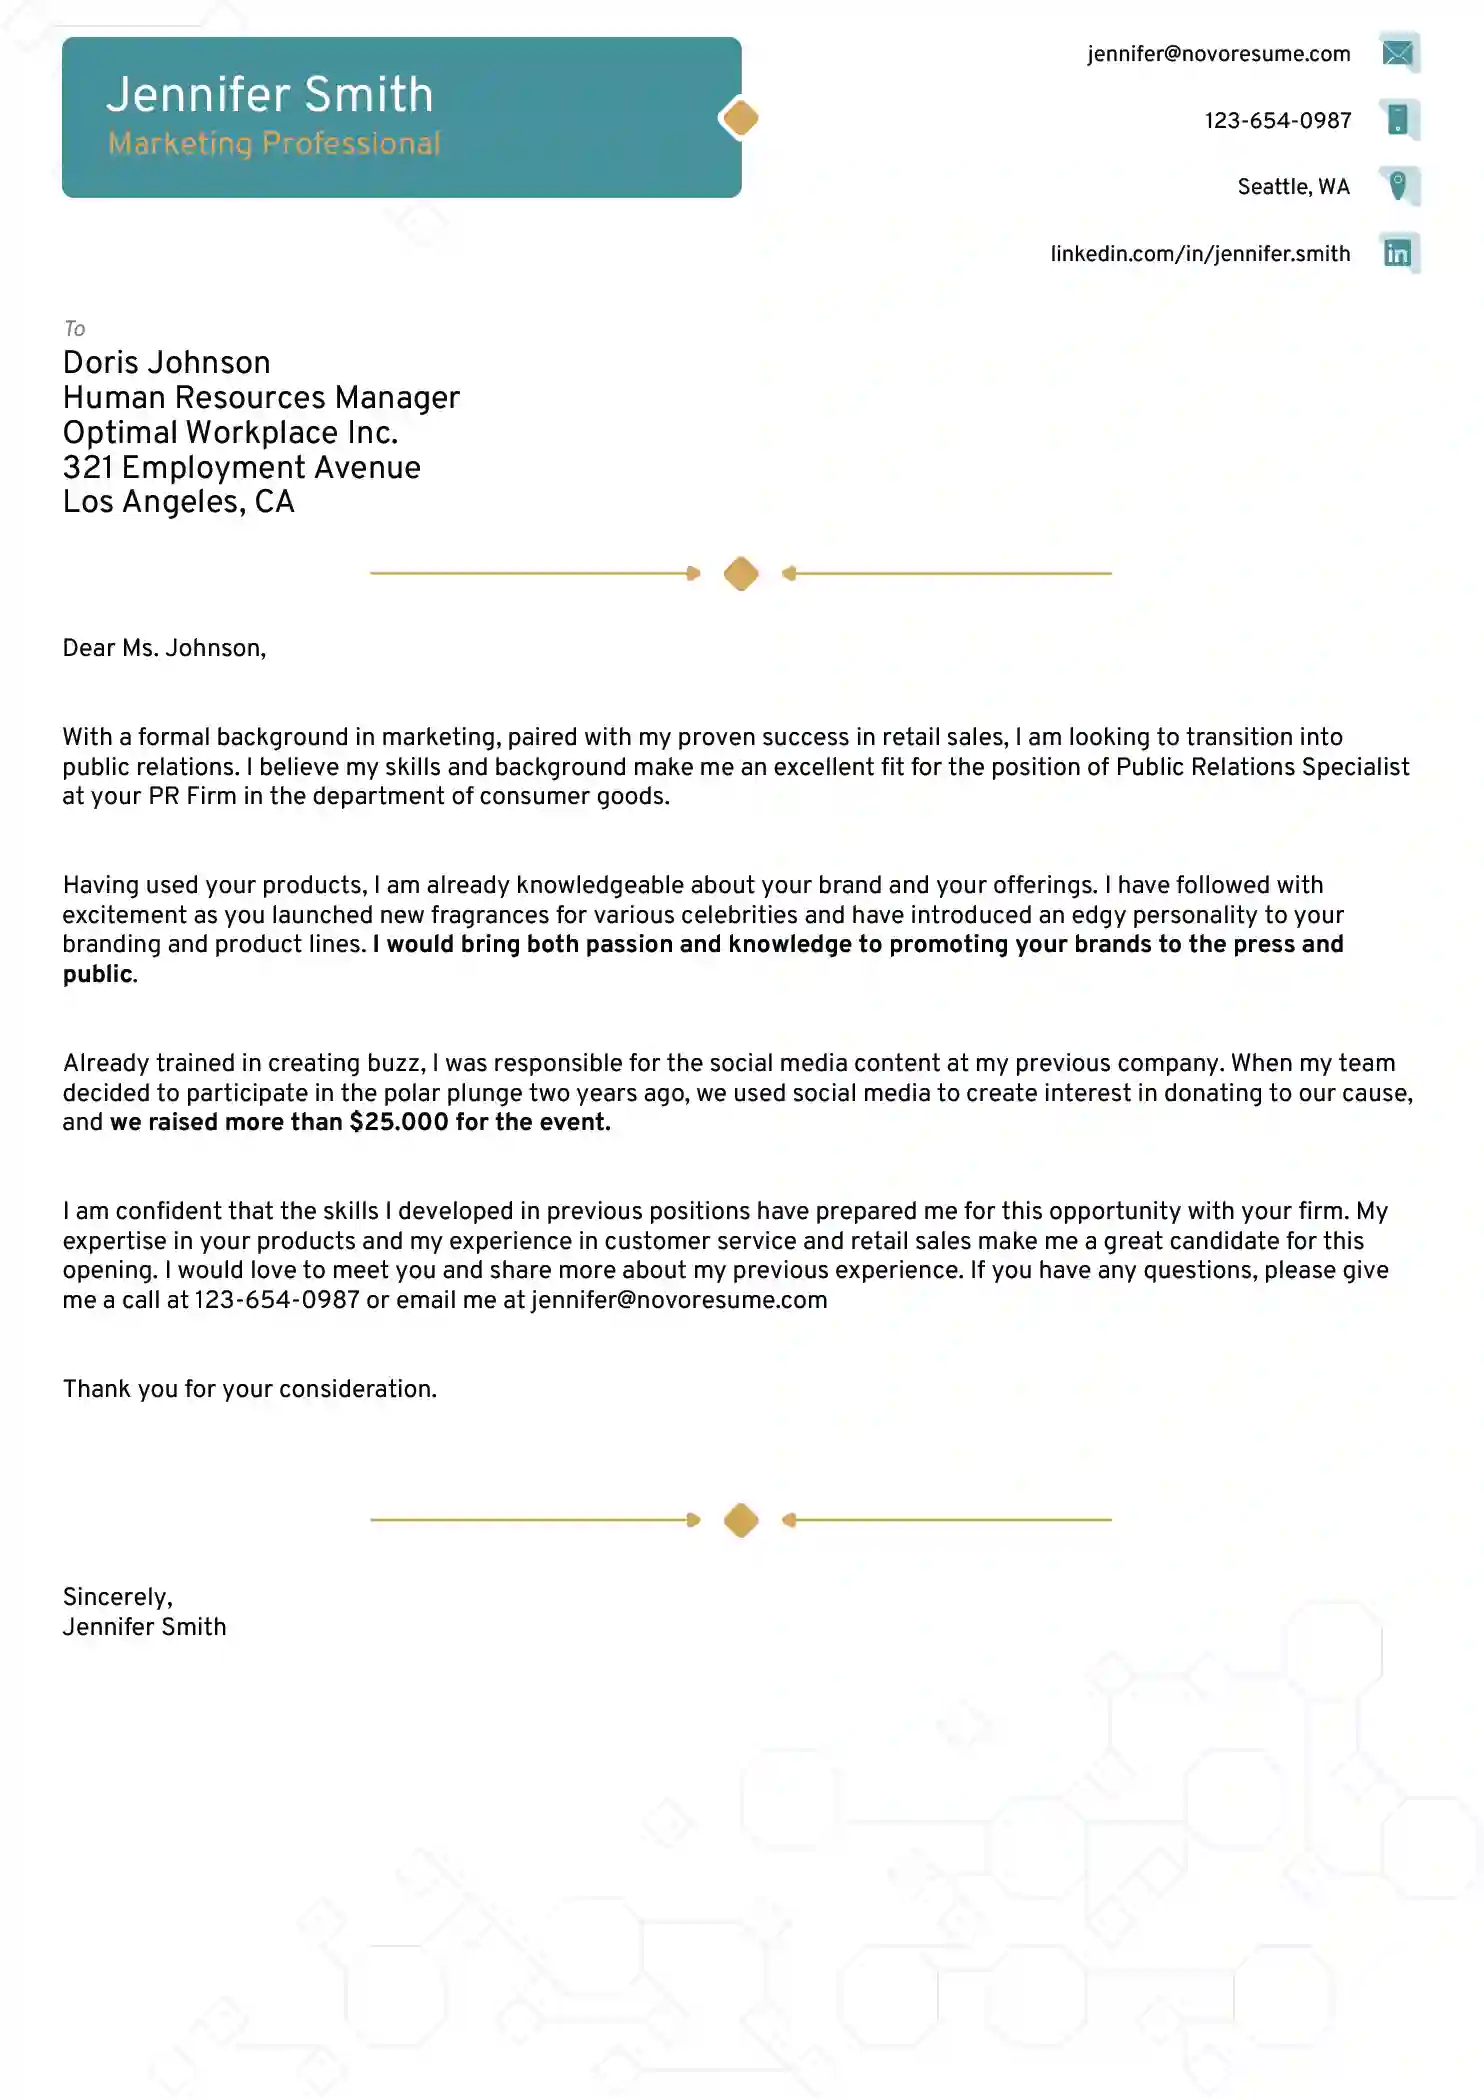 Jennifer Smith
Marketing Professional
jennifer@novoresume.com
123-654-0987
Seattle, WA
linkedin.com/in/jennifer.smith
in
To
Doris Johnson
Human Resources Manager
Optimal Workplace Inc.
321 Employment Avenue
Los Angeles, CA
Dear Ms. Johnson,
With a formal background in marketing, paired with my proven success in retail sales, I am looking to transition into
public relations. I believe my skills and background make me an excellent fit for the position of Public Relations Specialist
at your PR Firm in the department of consumer goods.
Having used your products, I am already knowledgeable about your brand and your offerings. I have followed with
excitement as you launched new fragrances for various celebrities and have introduced an edgy personality to your
branding and product lines. I would bring both passion and knowledge to promoting your brands to the press and
public.
Already trained in creating buzz, I was responsible for the social media content at my previous company. When my team
decided to participate in the polar plunge two years ago, we used social media to create interest in donating to our cause,
and we raised more than $25.000 for the event.
I am confident that the skills I developed in previous positions have prepared me for this opportunity with your firm. My
expertise in your products and my experience in customer service and retail sales make me a great candidate for this
opening. I would love to meet you and share more about my previous experience. If you have any questions, please give
me a call at 123-654-0987 or email me at jennifer@novoresume.com
Thank you for your consideration.
Sincerely,
Jennifer Smith